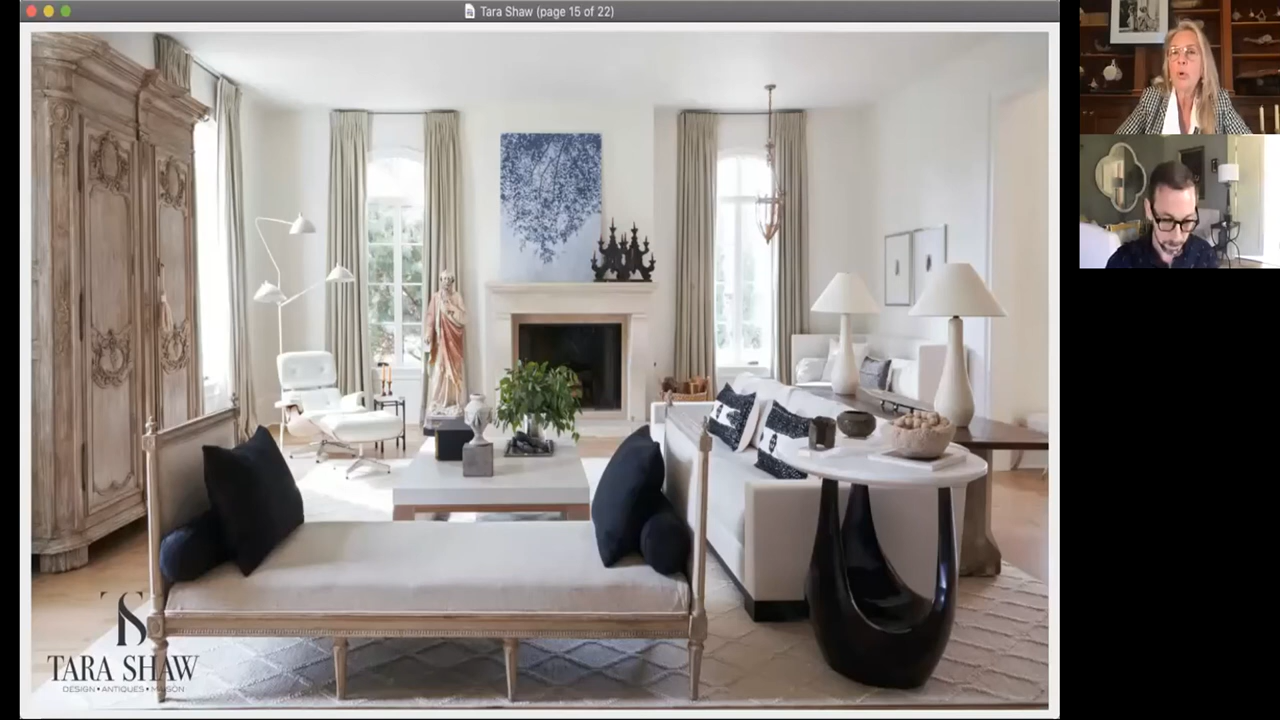 Tara Shaw (page 15 of 22)
TS
TARA SHAW
DESIGN • ANTIQUES • MAISON